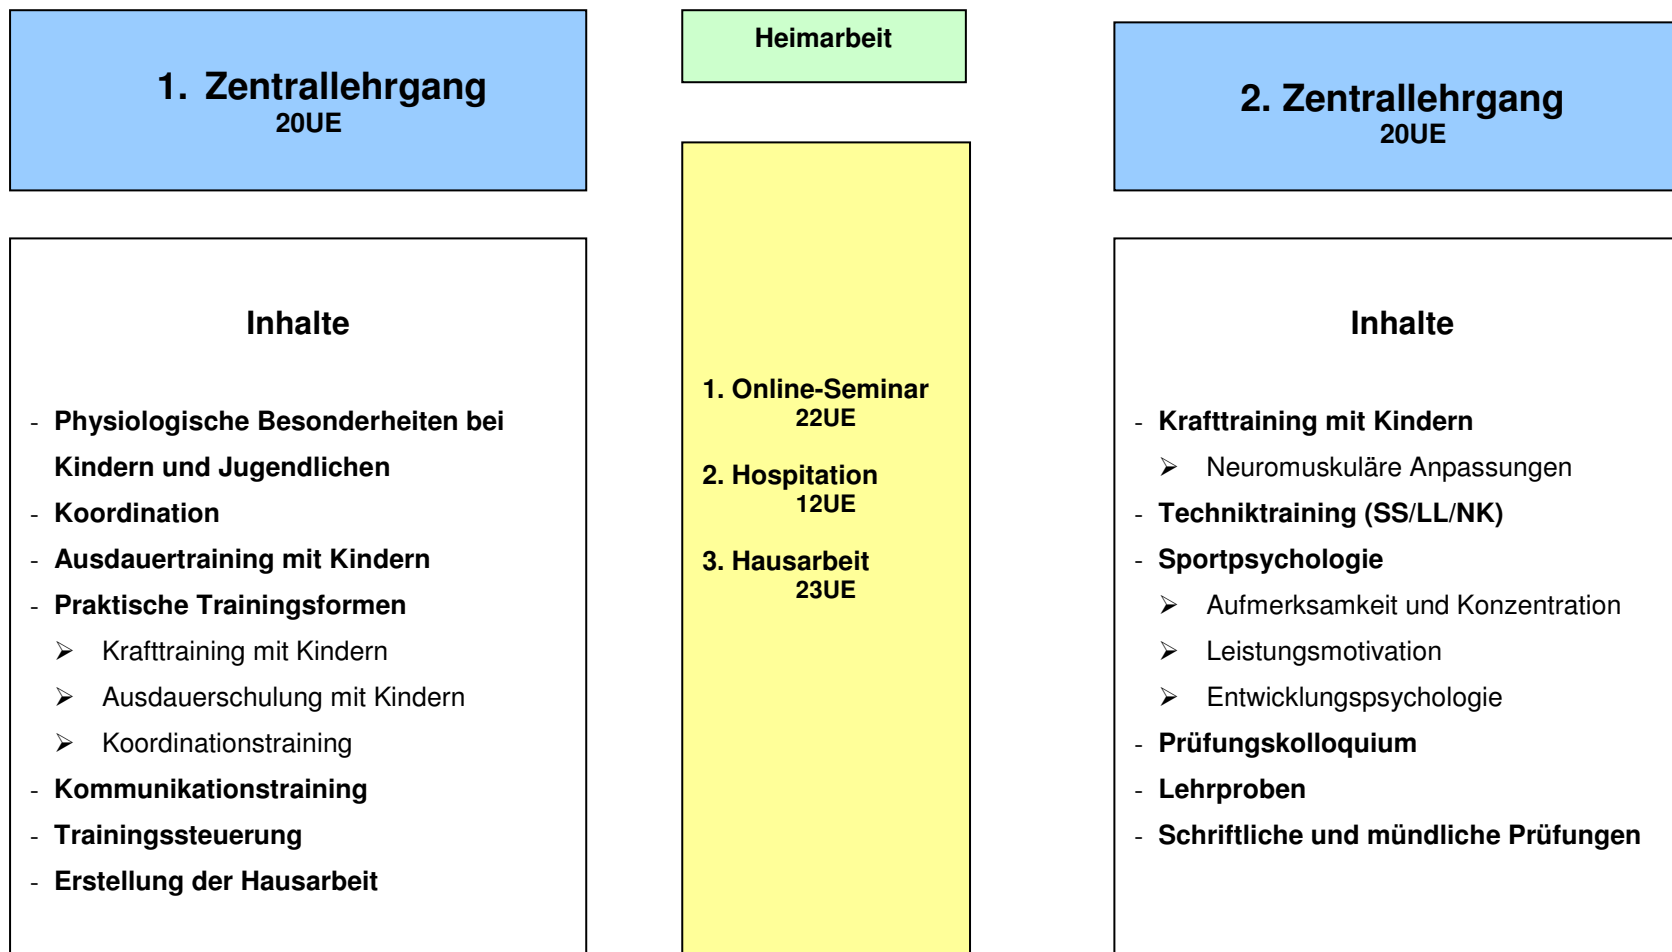 1. Zentrallehrgang
20UE
Inhalte
- Physiologische Besonderheiten bei
Kindern und Jugendlichen
- Koordination
- Ausdauertraining mit Kindern
- Praktische Trainingsformen
➢ Krafttraining mit Kindern
➢ Ausdauerschulung mit Kindern
➢ Koordinationstraining
- Kommunikationstraining
- Trainingssteuerung
- Erstellung der Hausarbeit
Heimarbeit
1. Online-Seminar
22UE
2. Hospitation
12UE
3. Hausarbeit
23UE
2. Zentrallehrgang
20UE
Inhalte
- Krafttraining mit Kindern
➢ Neuromuskuläre Anpassungen
- Techniktraining (SS/LL/NK)
- Sportpsychologie
➢ Aufmerksamkeit und Konzentration
➢ Leistungsmotivation
➢ Entwicklungspsychologie
- Prüfungskolloquium
- Lehrproben
- Schriftliche und mündliche Prüfungen